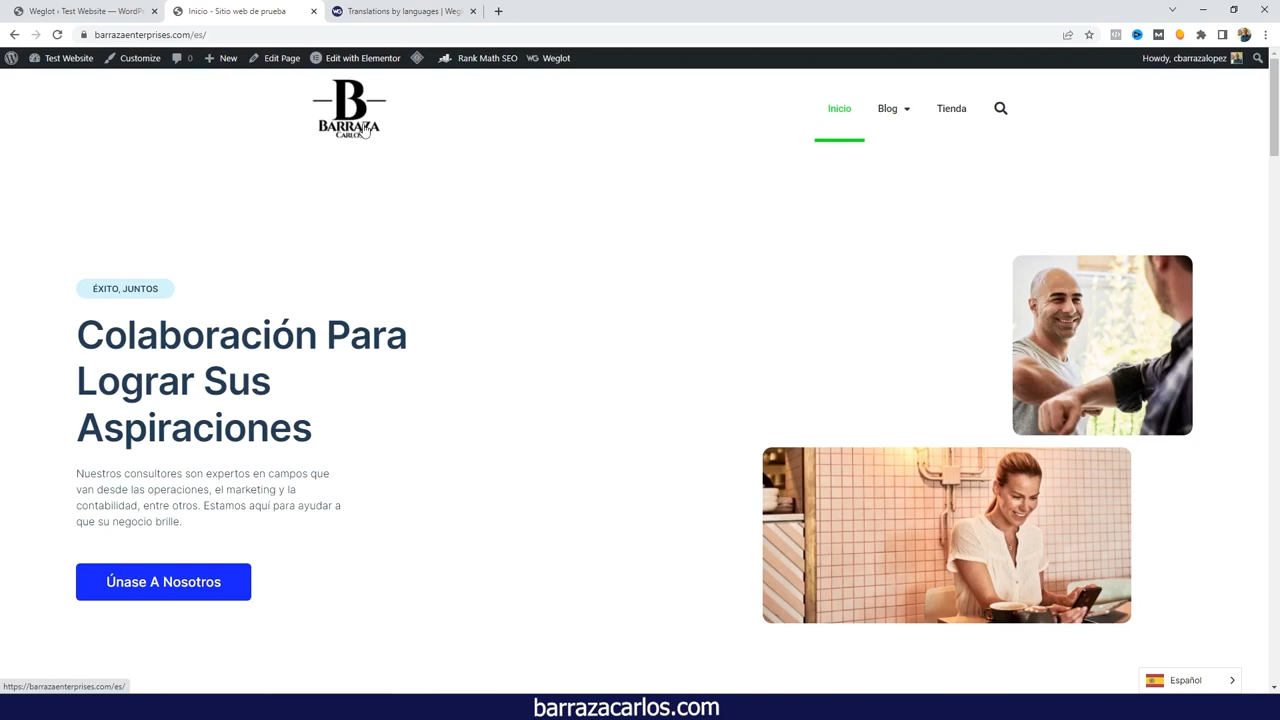 Weglot ‹ Test Website — WordPr
Inicio - Sitio web de prueba
Translations by languages | Wegl
barrazaenterprises.com/es/
Test Website
Customize
0
New
Edit Page
Edit with Elementor
Rank Math SEO
WG Weglot
Howdy, cbarrazalopez
B
BARRAZA
CARLOS
Inicio
Blog
Tienda
ÉXITO, JUNTOS
Colaboración Para
Lograr Sus
Aspiraciones
Nuestros consultores son expertos en campos que
van desde las operaciones, el marketing y la
contabilidad, entre otros. Estamos aquí para ayudar a
que su negocio brille.
Únase A Nosotros
Español
https://barrazaenterprises.com/es/
barrazacarlos.com